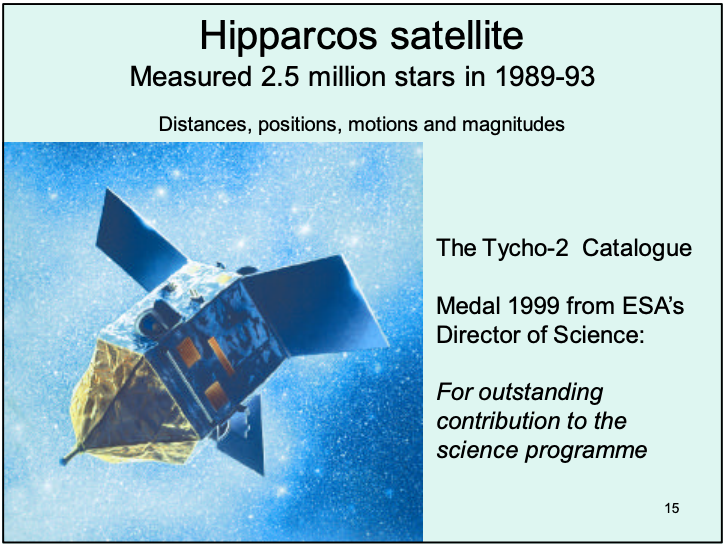 Hipparcos satellite
Measured 2.5 million stars in 1989-93
Distances, positions, motions and magnitudes
The Tycho-2 Catalogue
Medal 1999 from ESA’s
Director of Science:
For outstanding
contribution to the
science programme
15